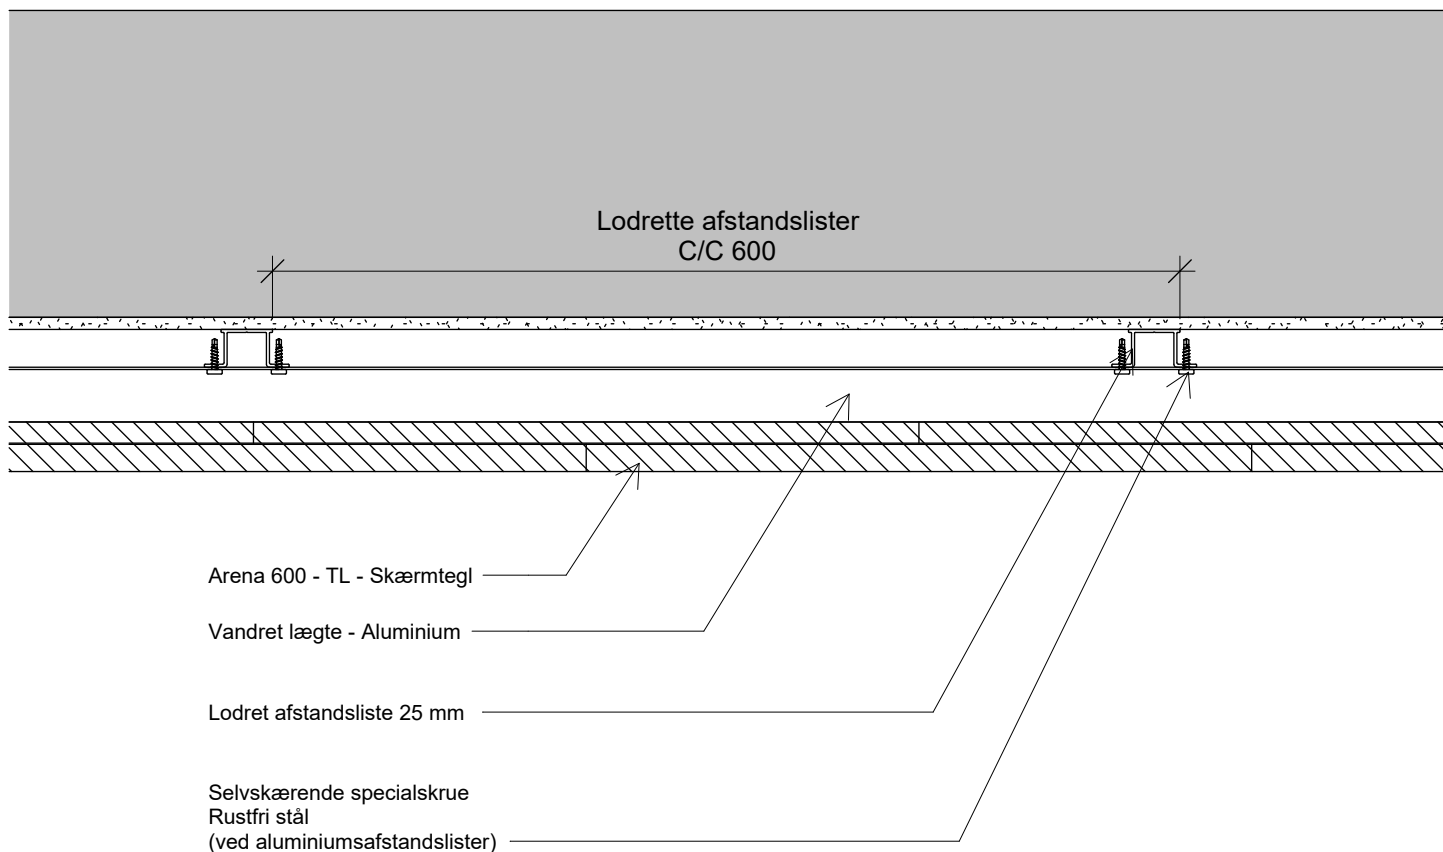 Lodrette afstandslister
C/C 600
Arena 600 - TL - Skærmtegl
Vandret lægte - Aluminium
Lodret afstandsliste 25 mm
Selvskærende specialskrue
Rustfri stål
(ved aluminiumsafstandslister)